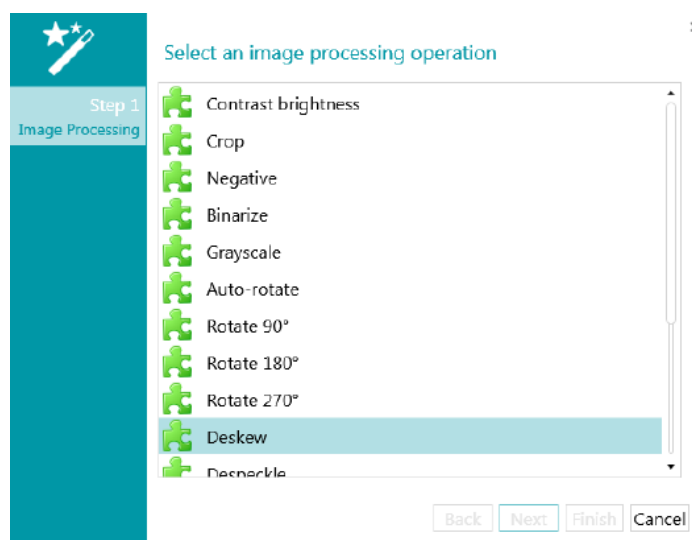 Select an image processing operation
Step 1
Image Processing
Contrast brightness
Crop
Negative
Binarize
Grayscale
Auto-rotate
Rotate 90°
Rotate 180°
Rotate 270°
Deskew
Despeckle
Back Next Finish Cancel